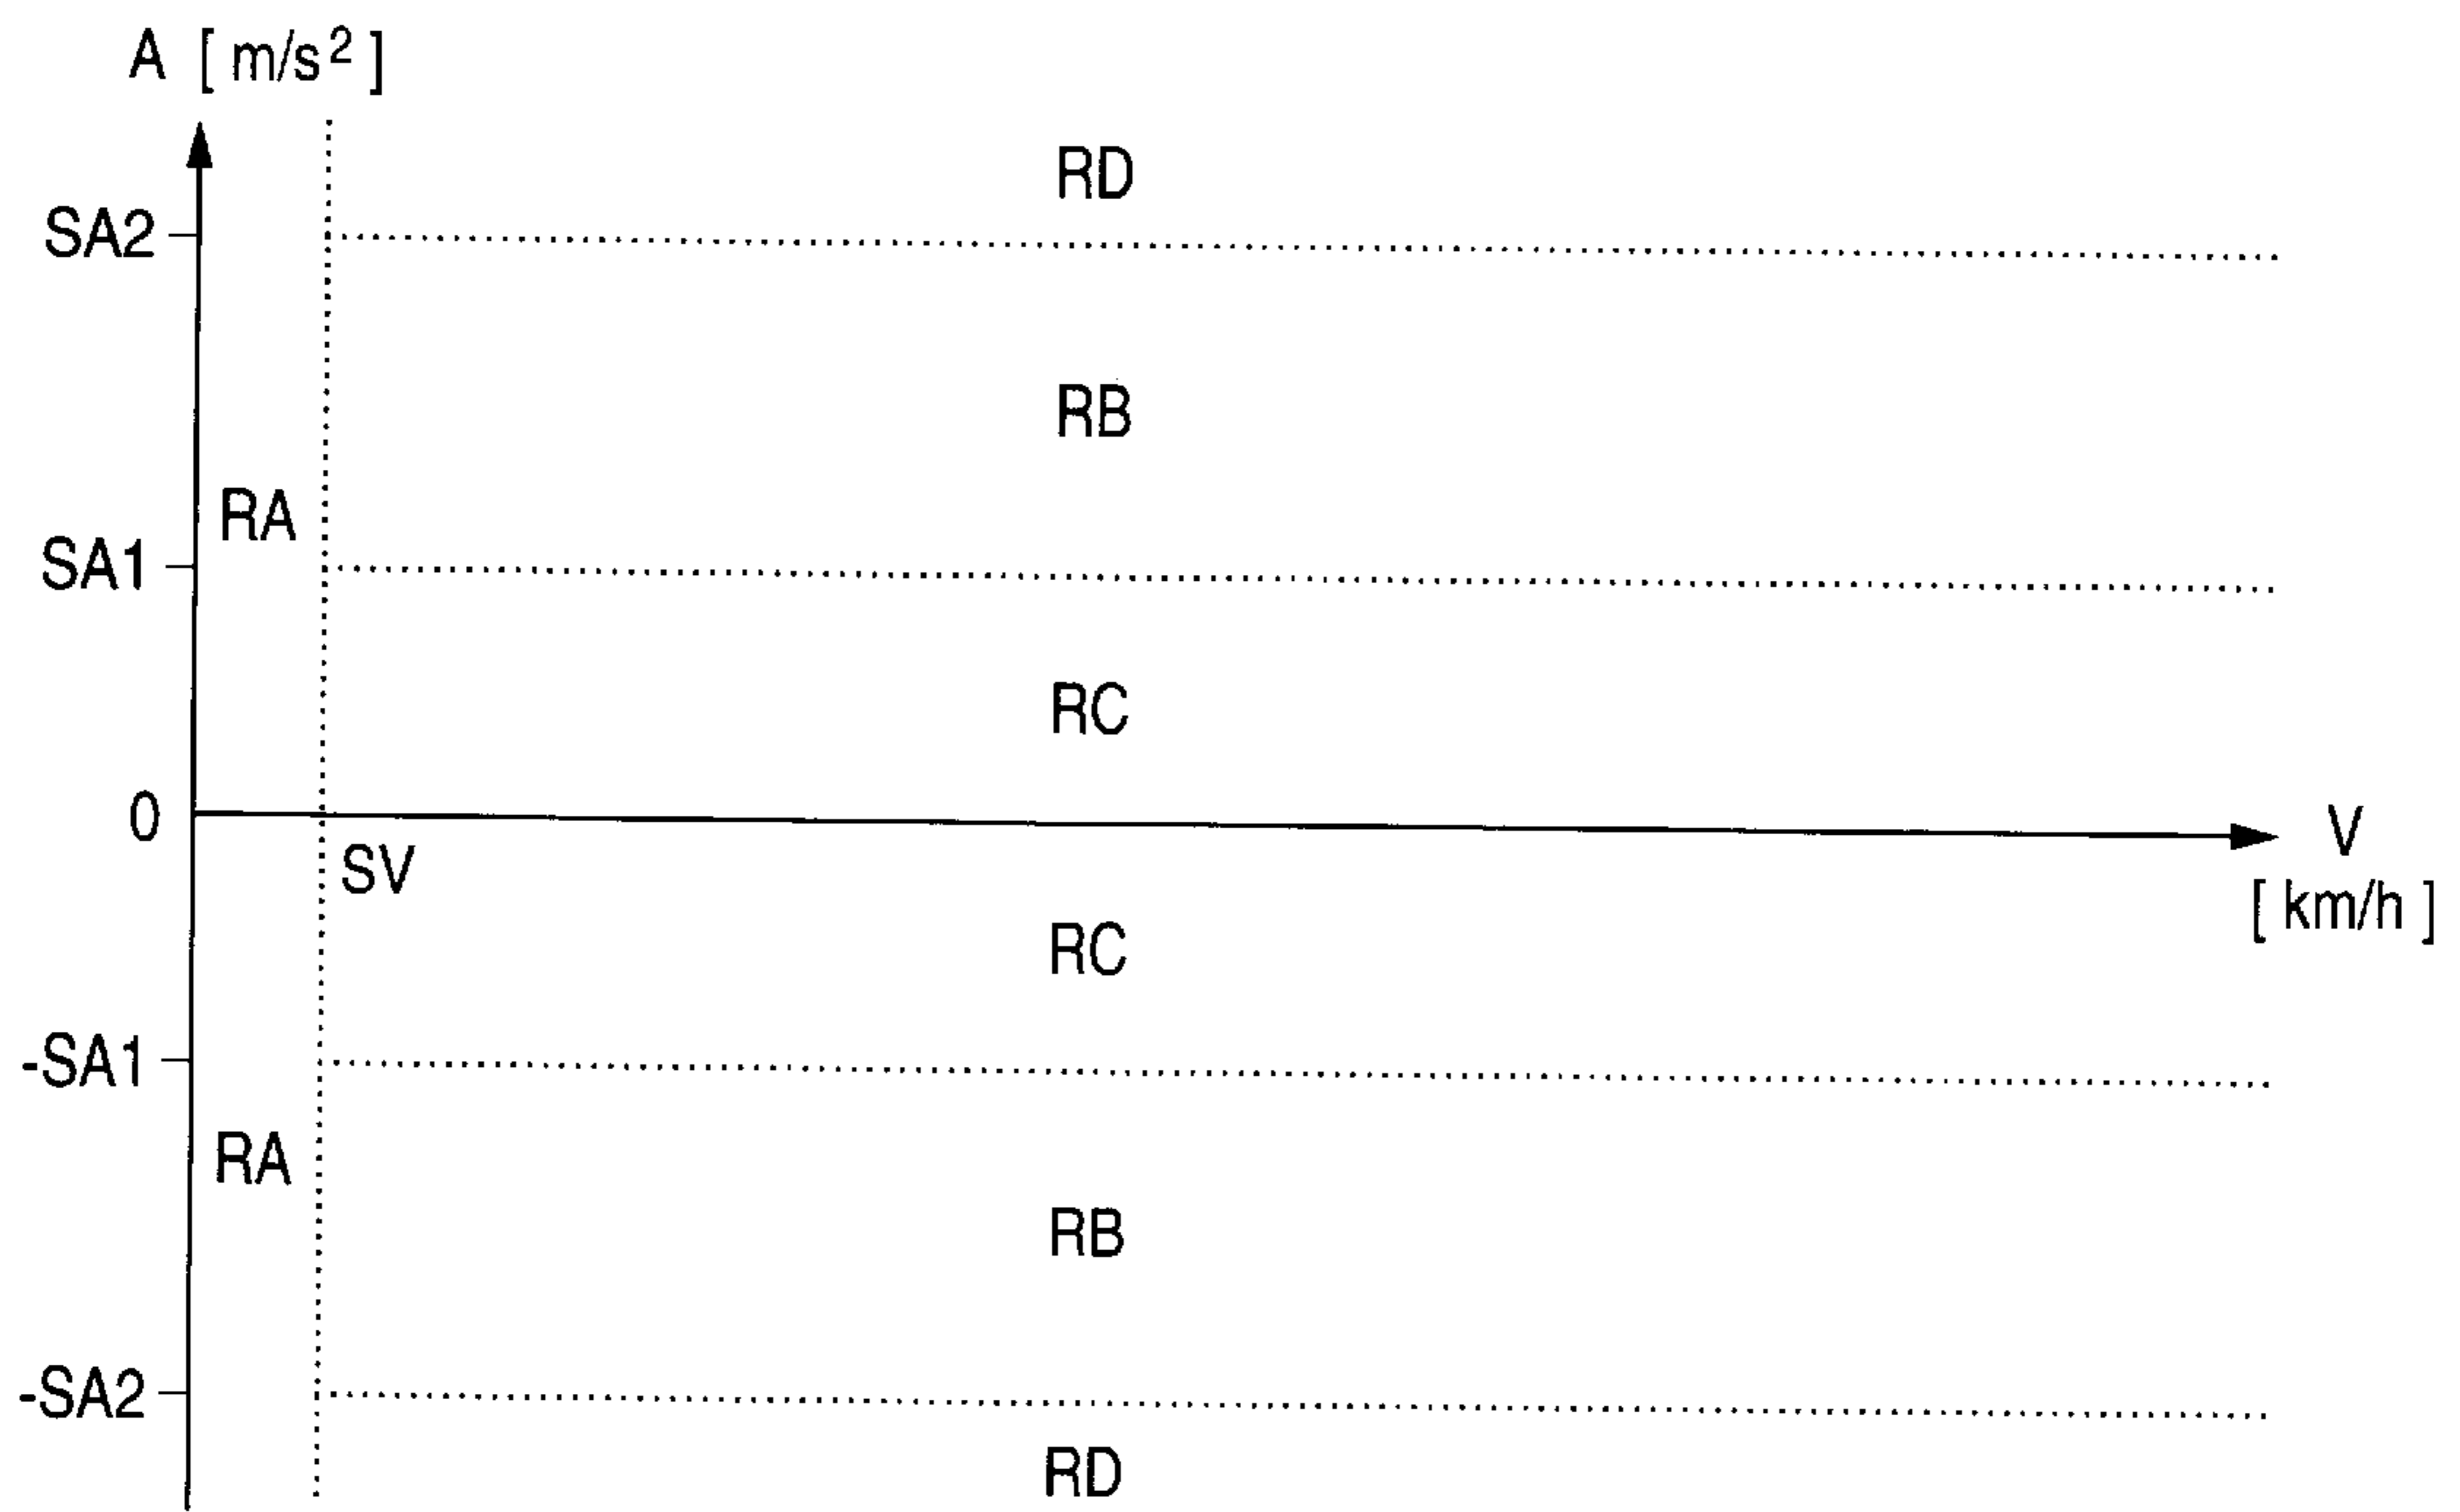 A [ m/s² ]
RD
SA2
RB
RA
SA1
RC
0
V
SV
[ km/h ]
RC
-SA1
RA
RB
-SA2
RD